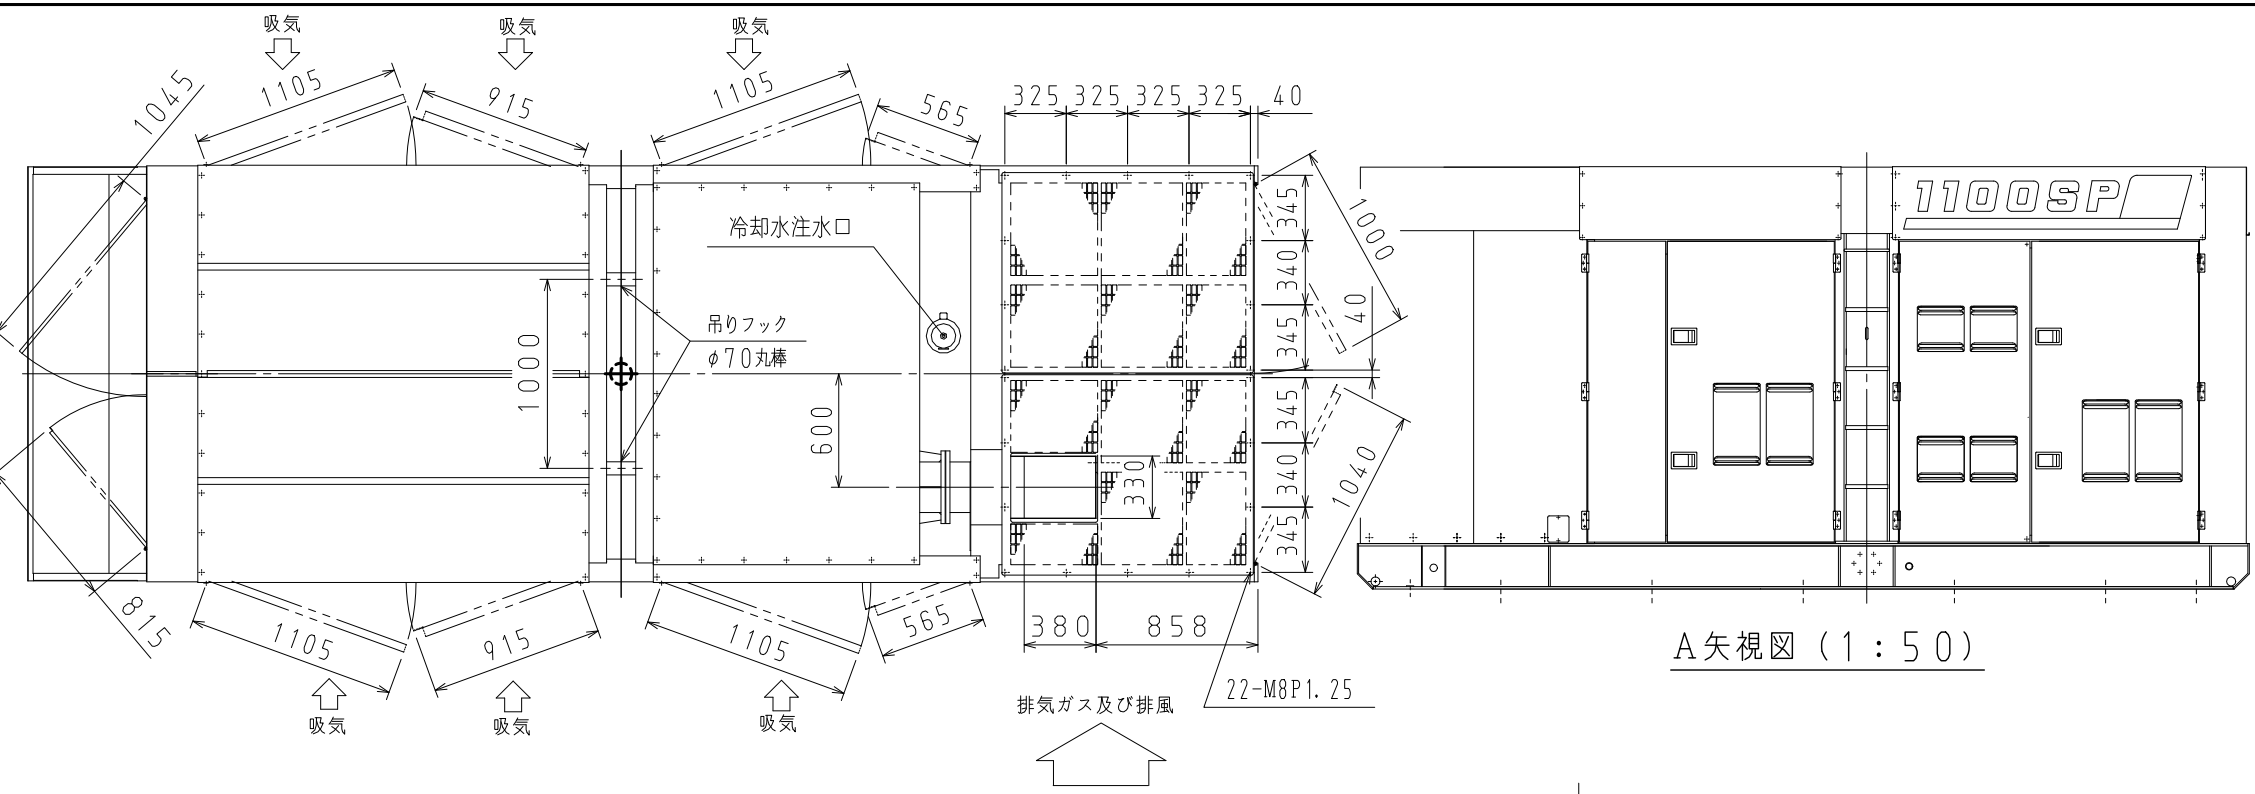 吸気
吸気
吸気
1045
1105
915
1105
565
325
325
325
325
40
1100SP
冷却水注水口
345
1000
340
40
吊りフック
φ70丸棒
345
1000
600
345
330
340
1040
345
815
1105
915
1105
565
380
858
A矢視図(1:50)
22-M8P1.25
排気ガス及び排風
吸気
吸気
吸気